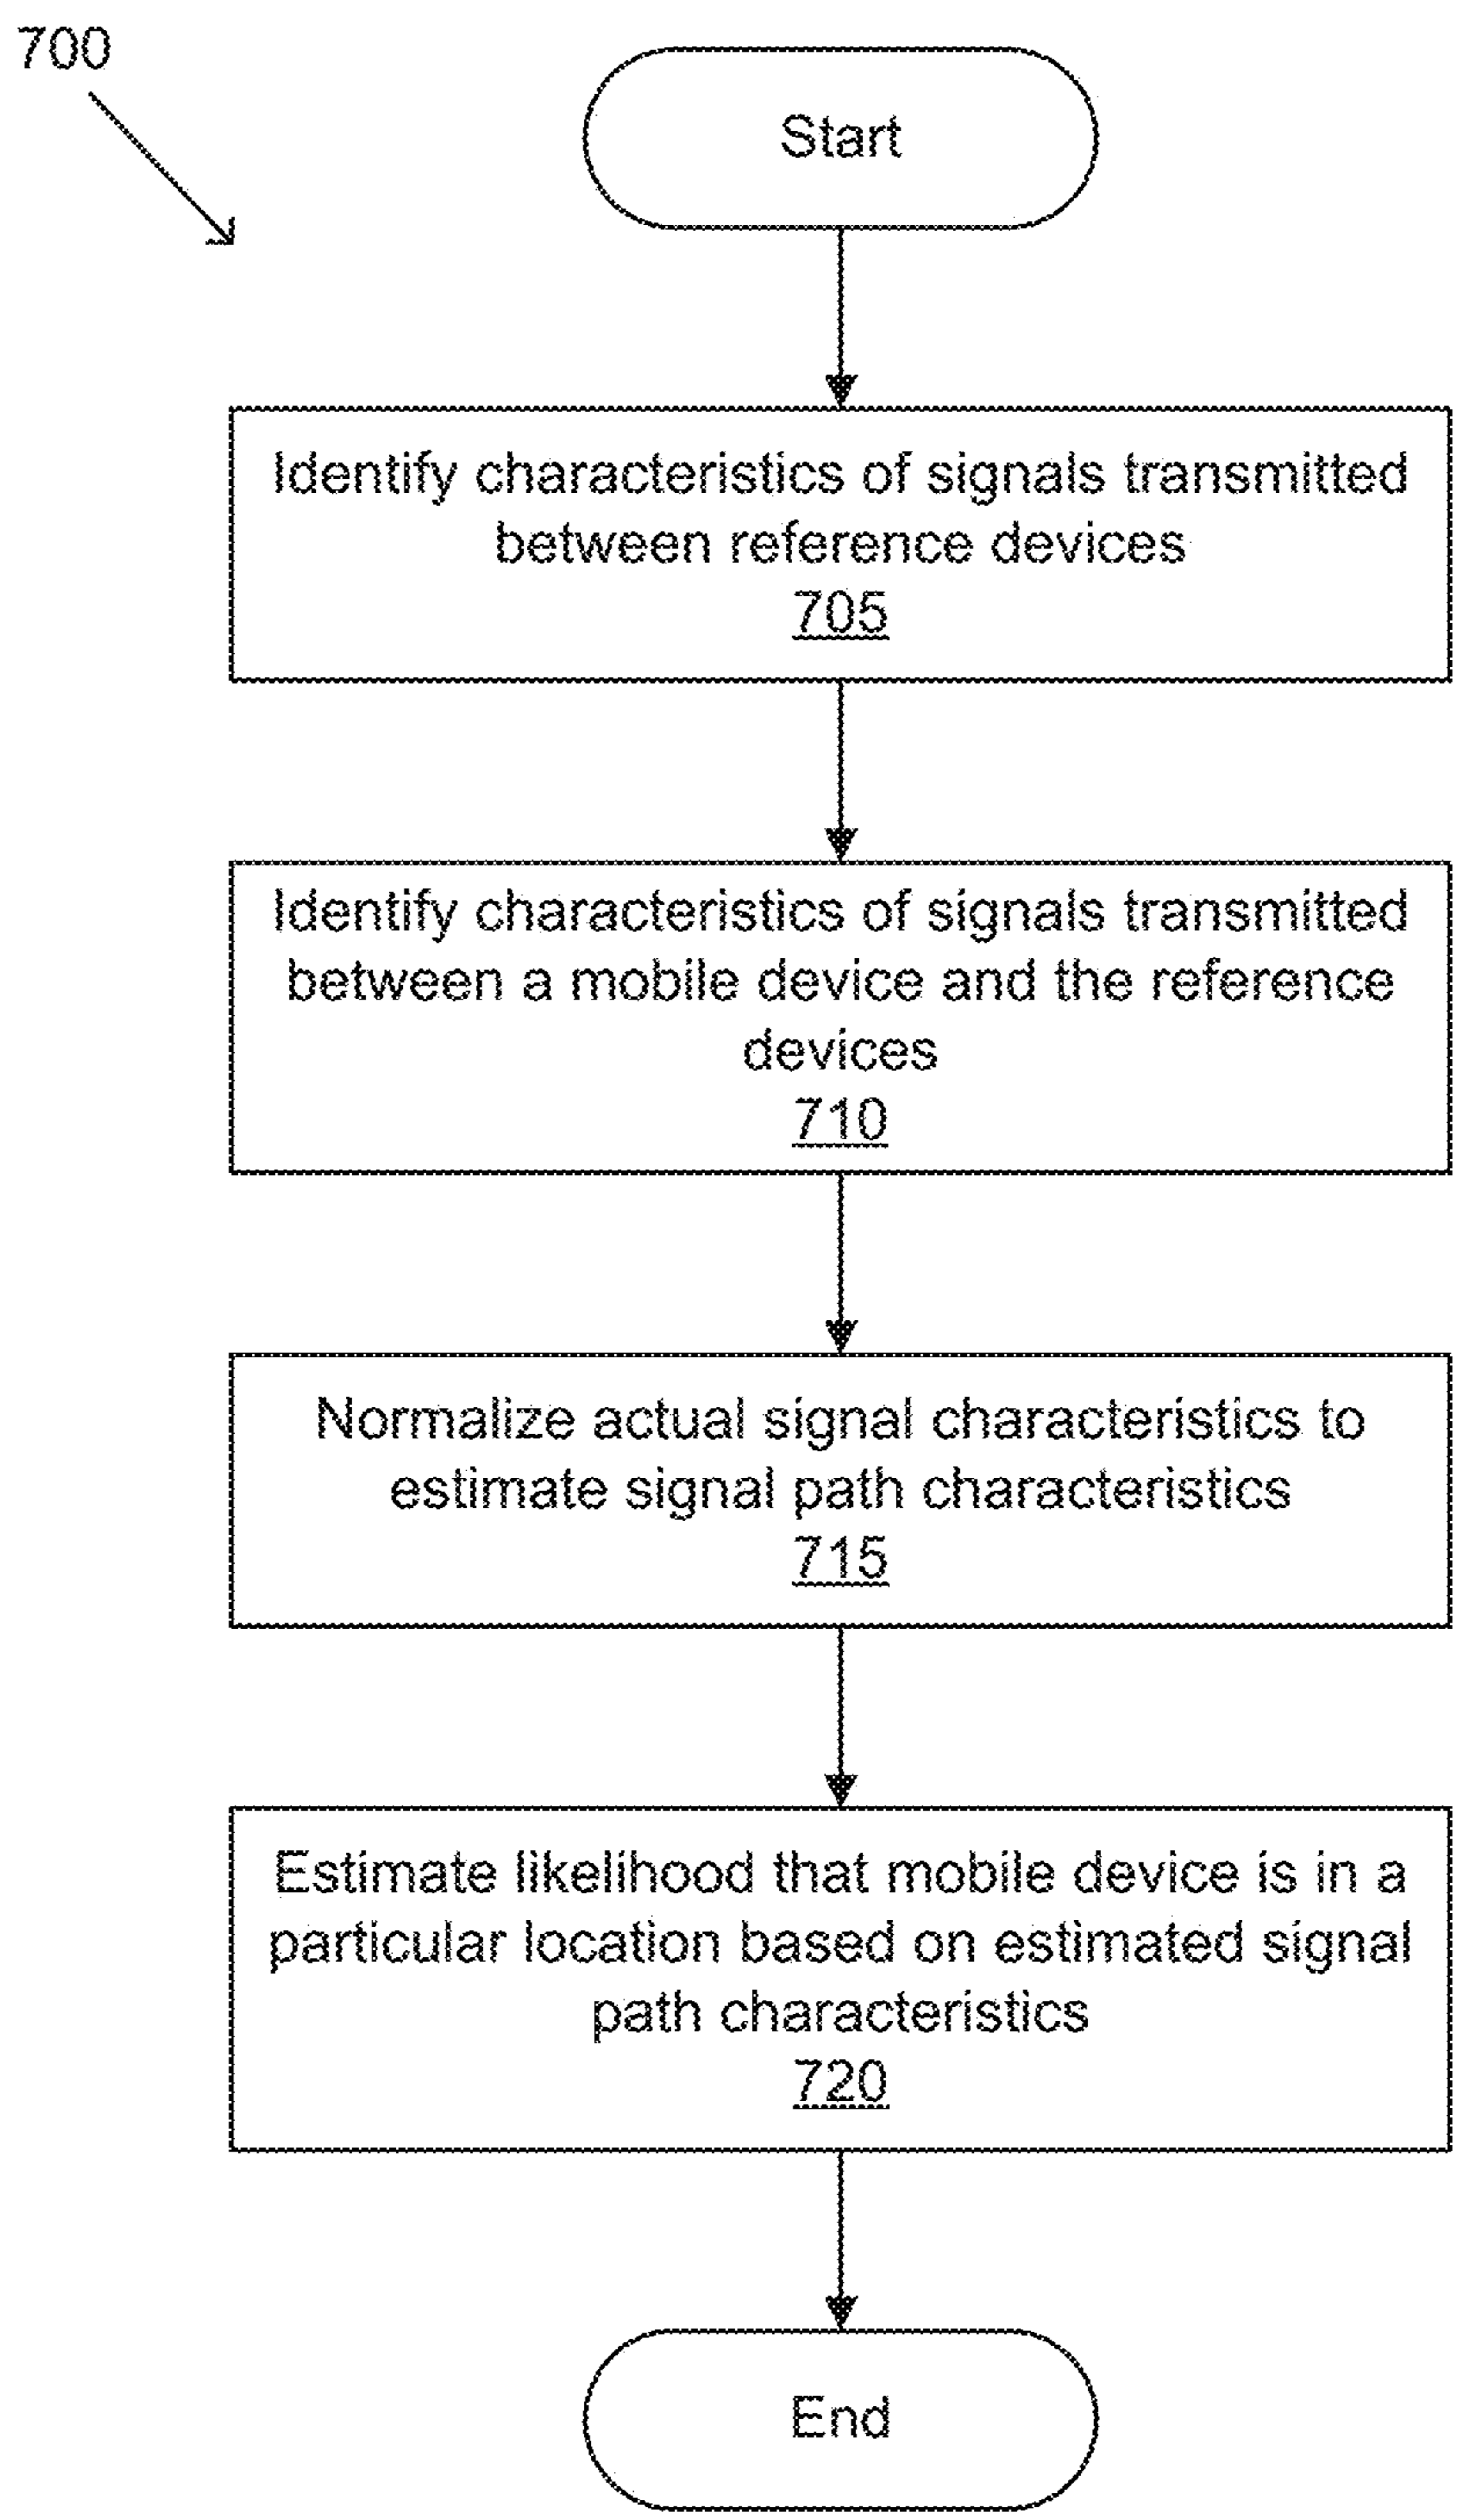 700
Start
Identify characteristics of signals transmitted
between reference devices
705
Identify characteristics of signals transmitted
between a mobile device and the reference
devices
710
Normalize actual signal characteristics to
estimate signal path characteristics
715
Estimate likelihood that mobile device is in a
particular location based on estimated signal
path characteristics
720
End